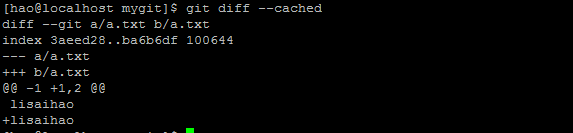 [hao@localhost mygit]$ git diff --cached
diff --git a/a.txt b/a.txt
index 3aeed28..ba6b6df 100644
--- a/a.txt
+++ b/a.txt
@@ -1 +1,2 @@
 lisaihao
+lisaihao